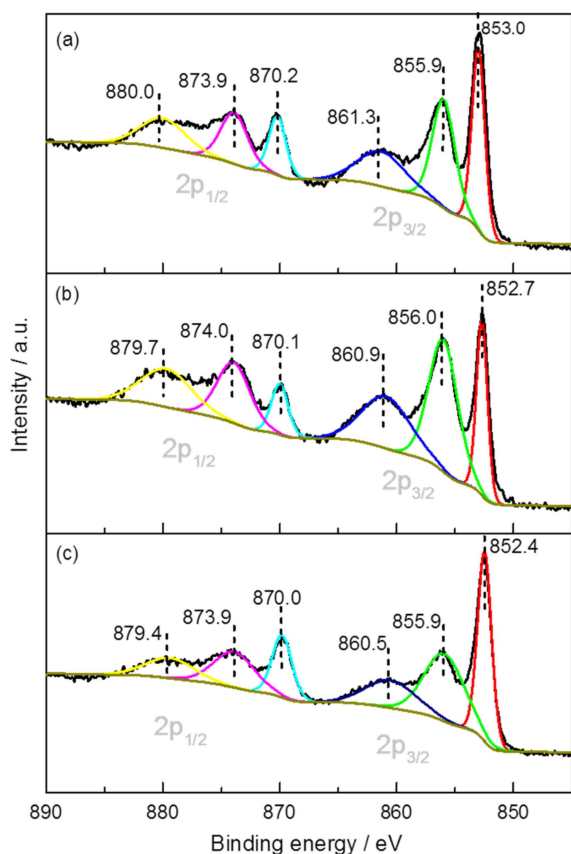 (a)
853.0
880.0
873.9
870.2
861.3
855.9
2p1/2
2p3/2
(b)
852.7
879.7
874.0
870.1
860.9
856.0
2p1/2
2p3/2
(c)
852.4
879.4
873.9
870.0
860.5
855.9
2p1/2
2p3/2
Intensity / a.u.
890 880 870 860 850
Binding energy / eV